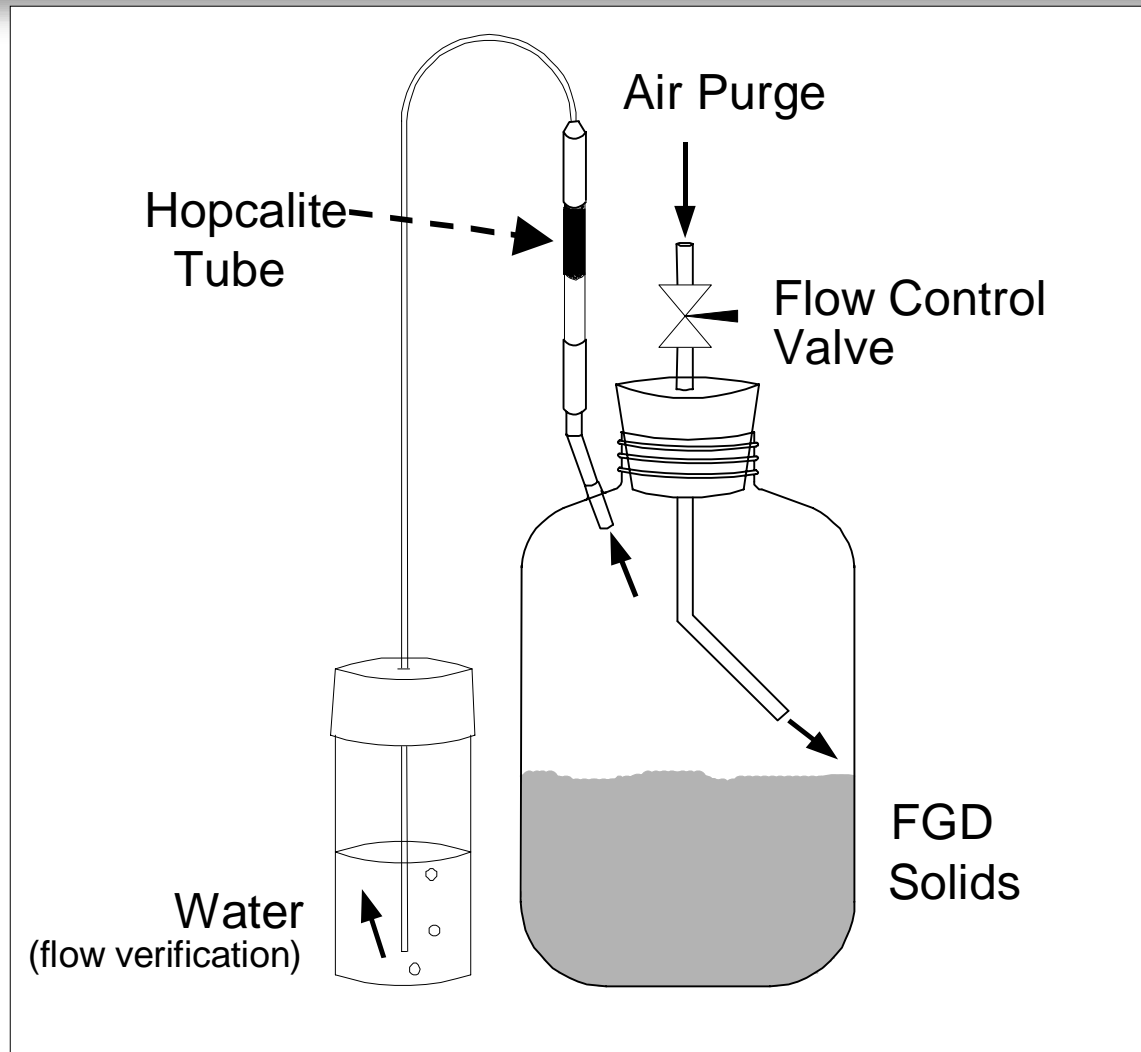 Air Purge
Hopcalite
Tube
Flow Control
Valve
FGD
Solids
Water
(flow verification)